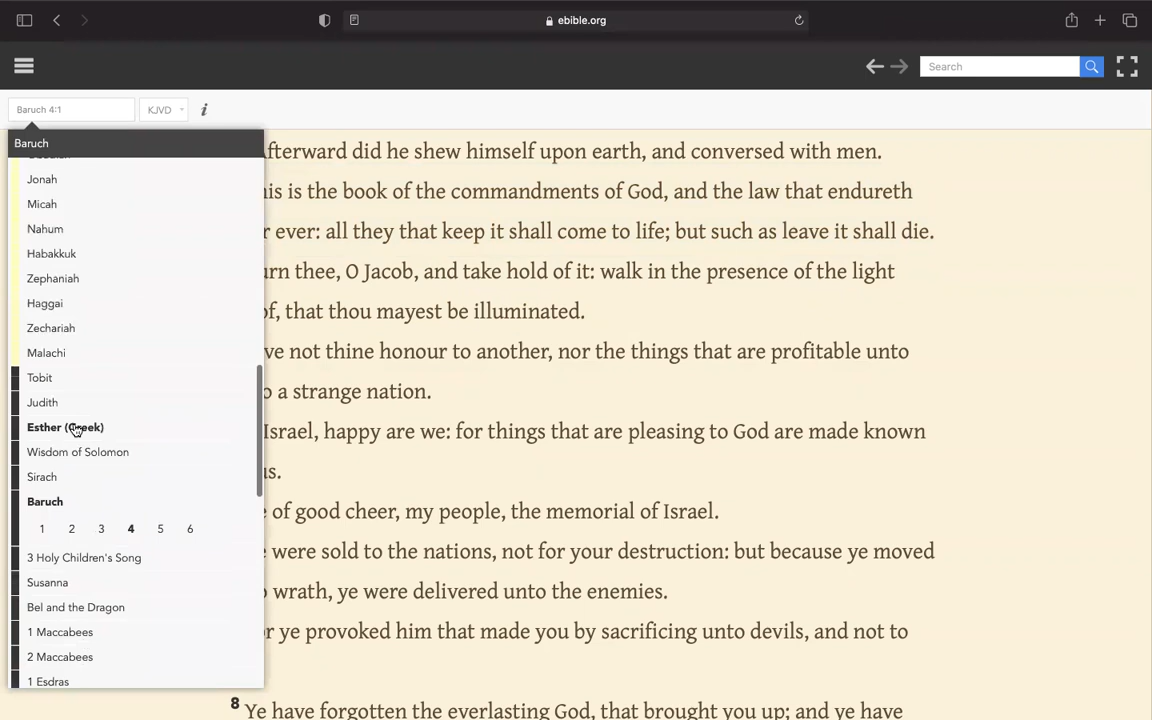 ebible.org
Search
Baruch 4:1
KJVD
Baruch
Jonah
Micah
Nahum
Habakkuk
Zephaniah
Haggai
Zechariah
Malachi
Tobit
Judith
Esther (Greek)
Wisdom of Solomon
Sirach
Baruch
1 2 3 4 5 6
3 Holy Children's Song
Susanna
Bel and the Dragon
1 Maccabees
2 Maccabees
1 Esdras
Afterward did he shew himself upon earth, and conversed with men.
is is the book of the commandments of God, and the law that endureth
r ever: all they that keep it shall come to life; but such as leave it shall die.
urn thee, O Jacob, and take hold of it: walk in the presence of the light
of, that thou mayest be illuminated.
ve not thine honour to another, nor the things that are profitable unto
o a strange nation.
Israel, happy are we: for things that are pleasing to God are made known
us.
e of good cheer, my people, the memorial of Israel.
e were sold to the nations, not for your destruction: but because ye moved
o wrath, ye were delivered unto the enemies.
or ye provoked him that made you by sacrificing unto devils, and not to
8 Ye have forgotten the everlasting God, that brought you up; and ye have